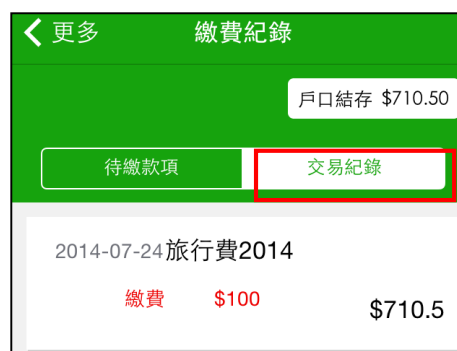 更多 繳費紀錄
戶口結存 $710.50
待繳款項 交易紀錄
2014-07-24旅行費2014
繳費 $100 $710.5